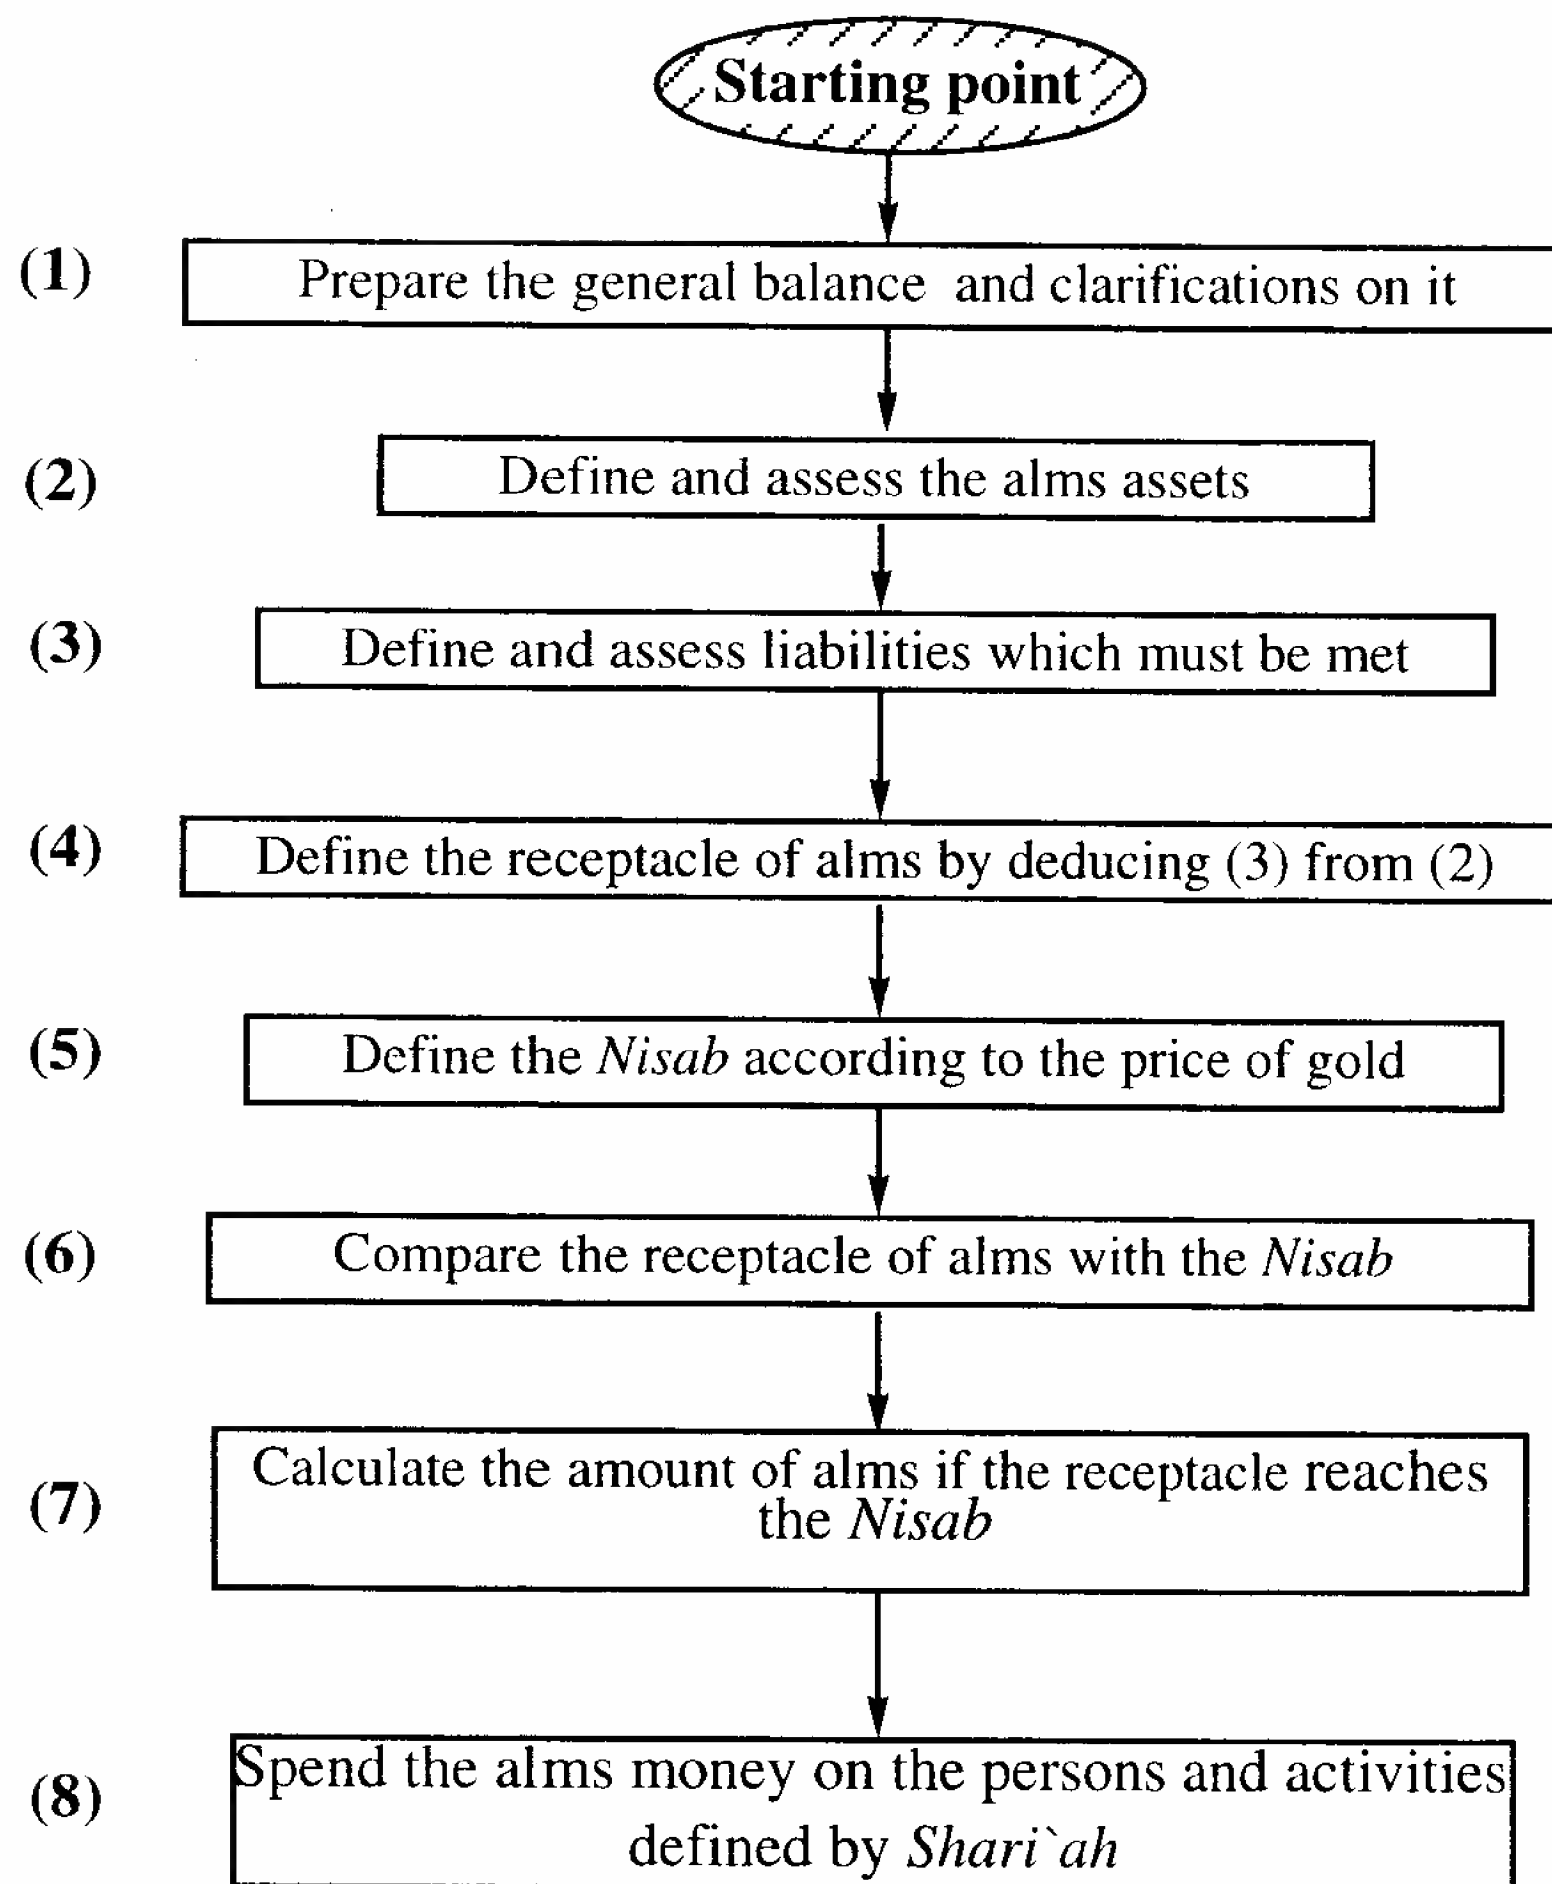 Starting point
(1) Prepare the general balance and clarifications on it
(2) Define and assess the alms assets
(3) Define and assess liabilities which must be met
(4) Define the receptacle of alms by deducing (3) from (2)
(5) Define the Nisab according to the price of gold
(6) Compare the receptacle of alms with the Nisab
(7) Calculate the amount of alms if the receptacle reaches
the Nisab
(8) Spend the alms money on the persons and activities
defined by Shari`ah